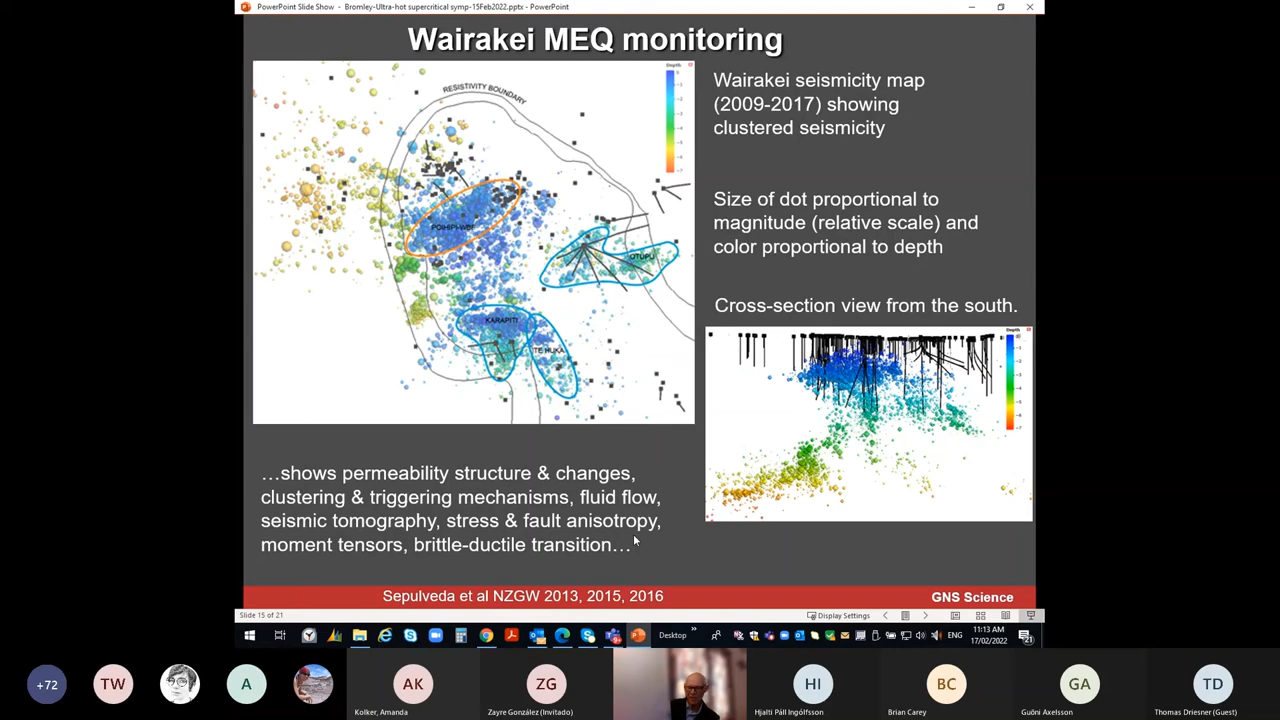 PowerPoint Slide Show - Bromley-Ultra-hot supercritical symp-15Feb2022.pptx - PowerPoint
Wairakei MEQ monitoring
RESISTIVITY BOUNDARY
POIHIPI-WBF
OTUPU
KARAPITI
TE HUKA
Wairakei seismicity map
(2009-2017) showing
clustered seismicity
Size of dot proportional to
magnitude (relative scale) and
color proportional to depth
Cross-section view from the south.
…shows permeability structure & changes,
clustering & triggering mechanisms, fluid flow,
seismic tomography, stress & fault anisotropy,
moment tensors, brittle-ductile transition…
Sepulveda et al NZGW 2013, 2015, 2016
GNS Science
Slide 15 of 21
Display Settings
Desktop
ENG
11:13 AM
17/02/2022
+72
TW
A
AK
Kolker, Amanda
ZG
Zayre González (Invitado)
HI
Hjalti Páll Ingólfsson
BC
Brian Carey
GA
Guðni Axelsson
TD
Thomas Driesner (Guest)